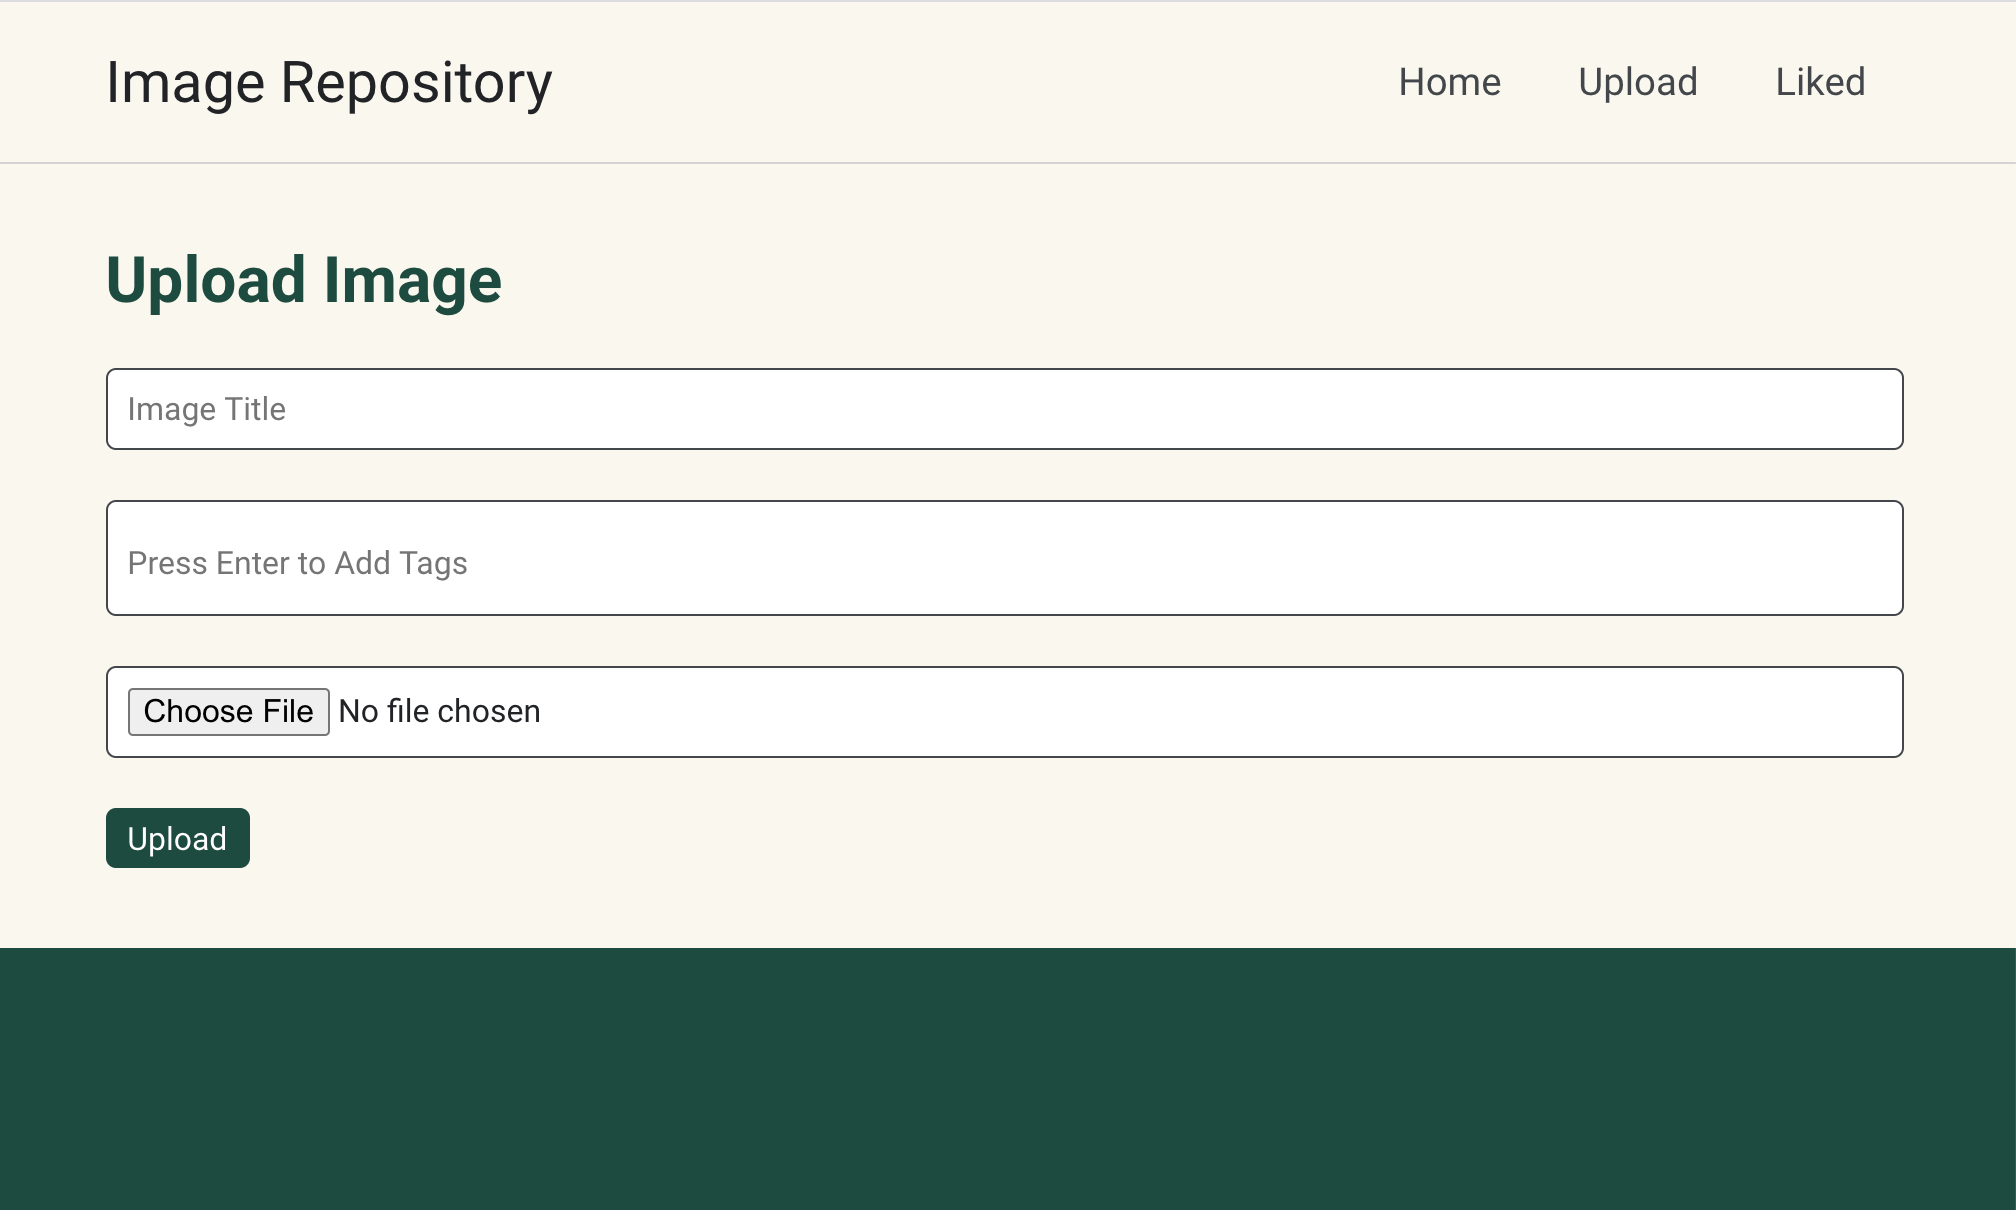 Image Repository
Home Upload Liked
Upload Image
Image Title
Press Enter to Add Tags
Choose File No file chosen
Upload